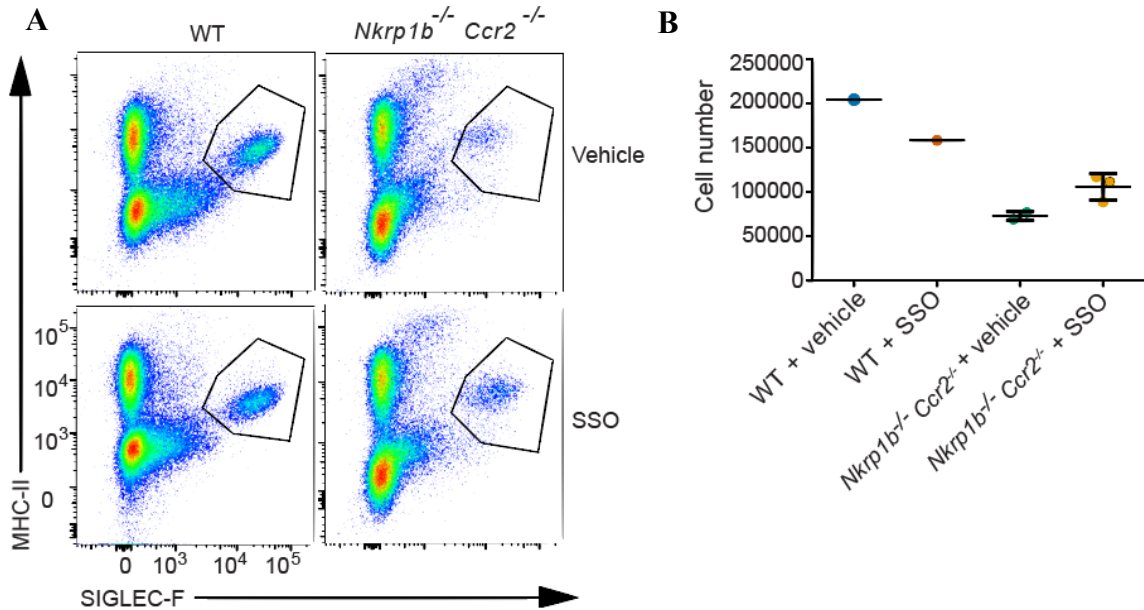 A
WT
Nkrp1b-/- Ccr2 -/-
Vehicle
SSO
MHC-II
10^5
10^4
10^3
0
0 10^3 10^4 10^5
SIGLEC-F
B
Cell number
250000
200000
150000
100000
50000
0
WT + vehicle
WT + SSO
Nkrp1b-/- Ccr2-/- + vehicle
Nkrp1b-/- Ccr2-/- + SSO